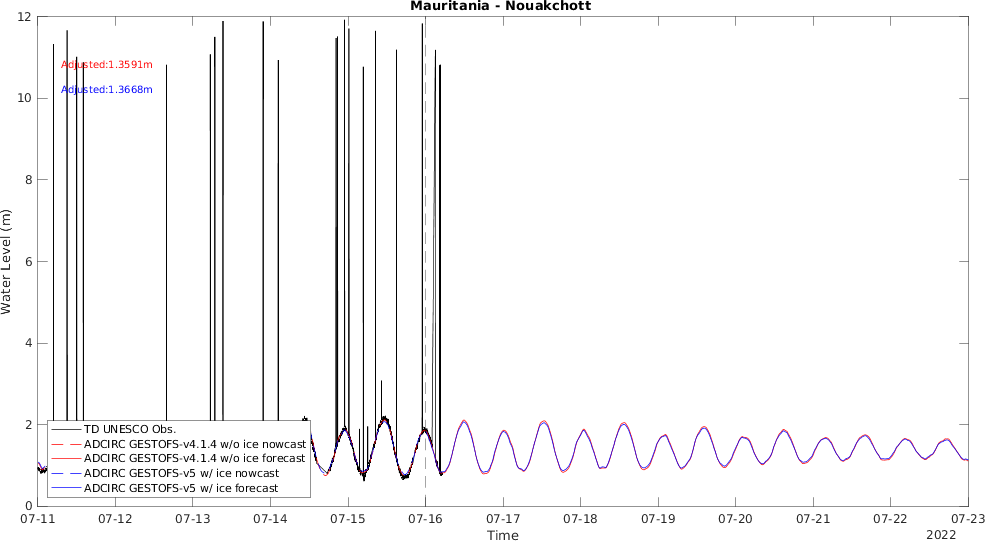 Mauritania - Nouakchott
12
10
8
6
4
2
0
Water Level (m)
Adjusted:1.3591m
Adjusted:1.3668m
TD UNESCO Obs.
ADCIRC GESTOFS-v4.1.4 w/o ice nowcast
ADCIRC GESTOFS-v4.1.4 w/o ice forecast
ADCIRC GESTOFS-v5 w/ ice nowcast
ADCIRC GESTOFS-v5 w/ ice forecast
07-11 07-12 07-13 07-14 07-15 07-16 07-17 07-18 07-19 07-20 07-21 07-22 07-23
Time
2022